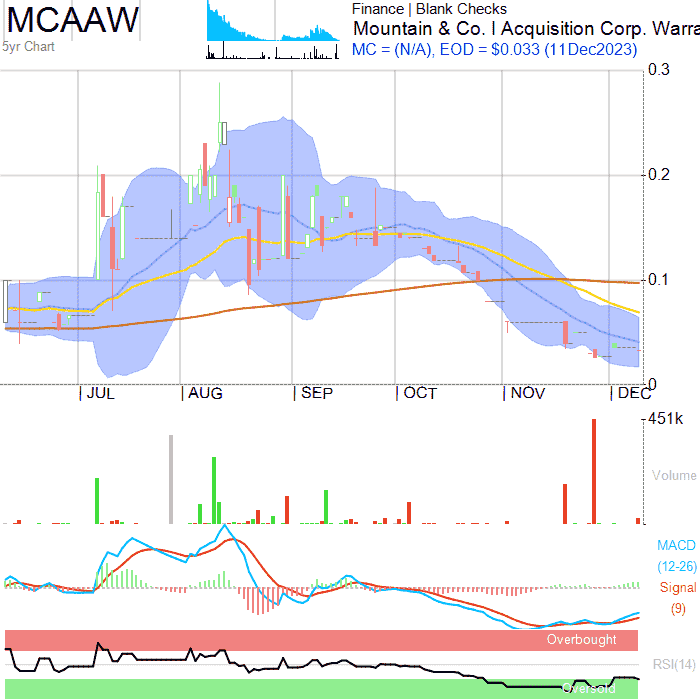 MCAAW
5yr Chart
Finance | Blank Checks
Mountain & Co. I Acquisition Corp. Warra
MC = (N/A), EOD = $0.033 (11Dec2023)
0.3
0.2
0.1
0
JUL AUG SEP OCT NOV DEC
451k
Volume
MACD
(12-26)
Signal
(9)
Overbought
RSI(14)
Oversold